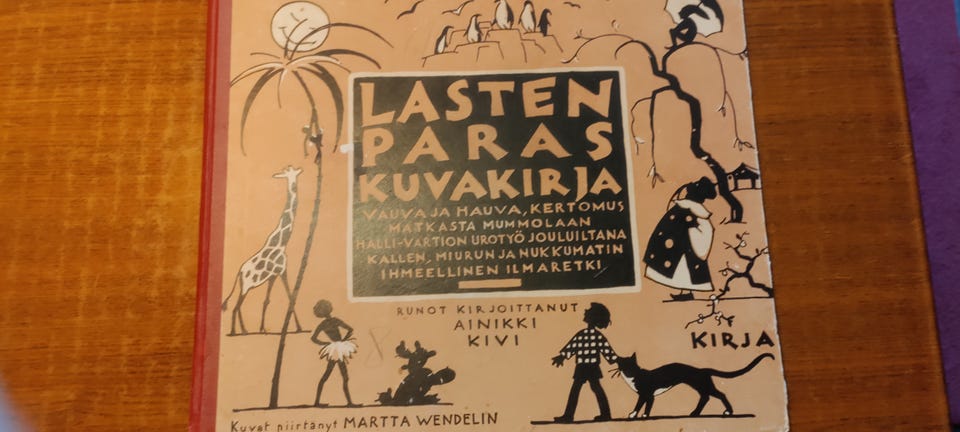 LASTEN
PARAS
KUVAKIRJA
VAUVA JA HAUVA, KERTOMUS
MATKASTA MUMMOLAAN
HALLI-VARTION UROTYÖ JOULUILTANA
KALLEN, MIURUN JA NUKKUMATIN
IHMEELLINEN ILMARETKI
RUNOT KIRJOITTANUT
AINIKKI
KIVI
KIRJA
8
Kuvat piirtänyt MARTTA WENDELIN